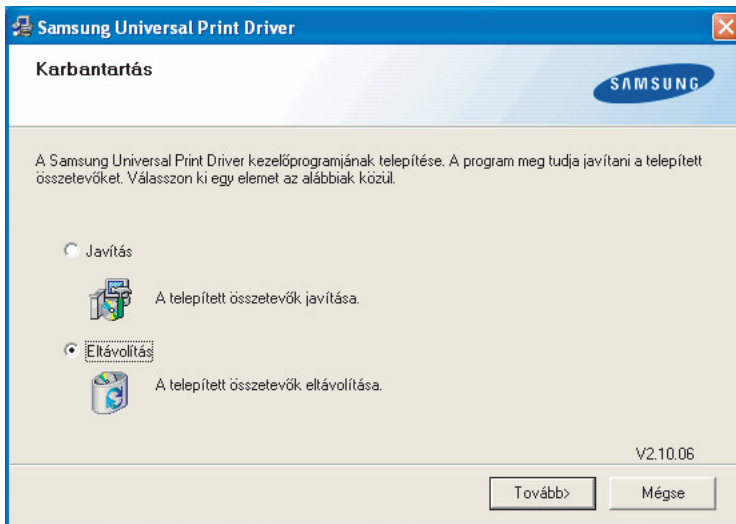 Samsung Universal Print Driver
Karbantartás
SAMSUNG
A Samsung Universal Print Driver kezelőprogramjának telepítése. A program meg tudja javítani a telepített
összetevőket. Válasszon ki egy elemet az alábbiak közül.
Javítás
A telepített összetevők javítása.
Eltávolítás
A telepített összetevők eltávolítása.
V2.10.06
Tovább>
Mégse